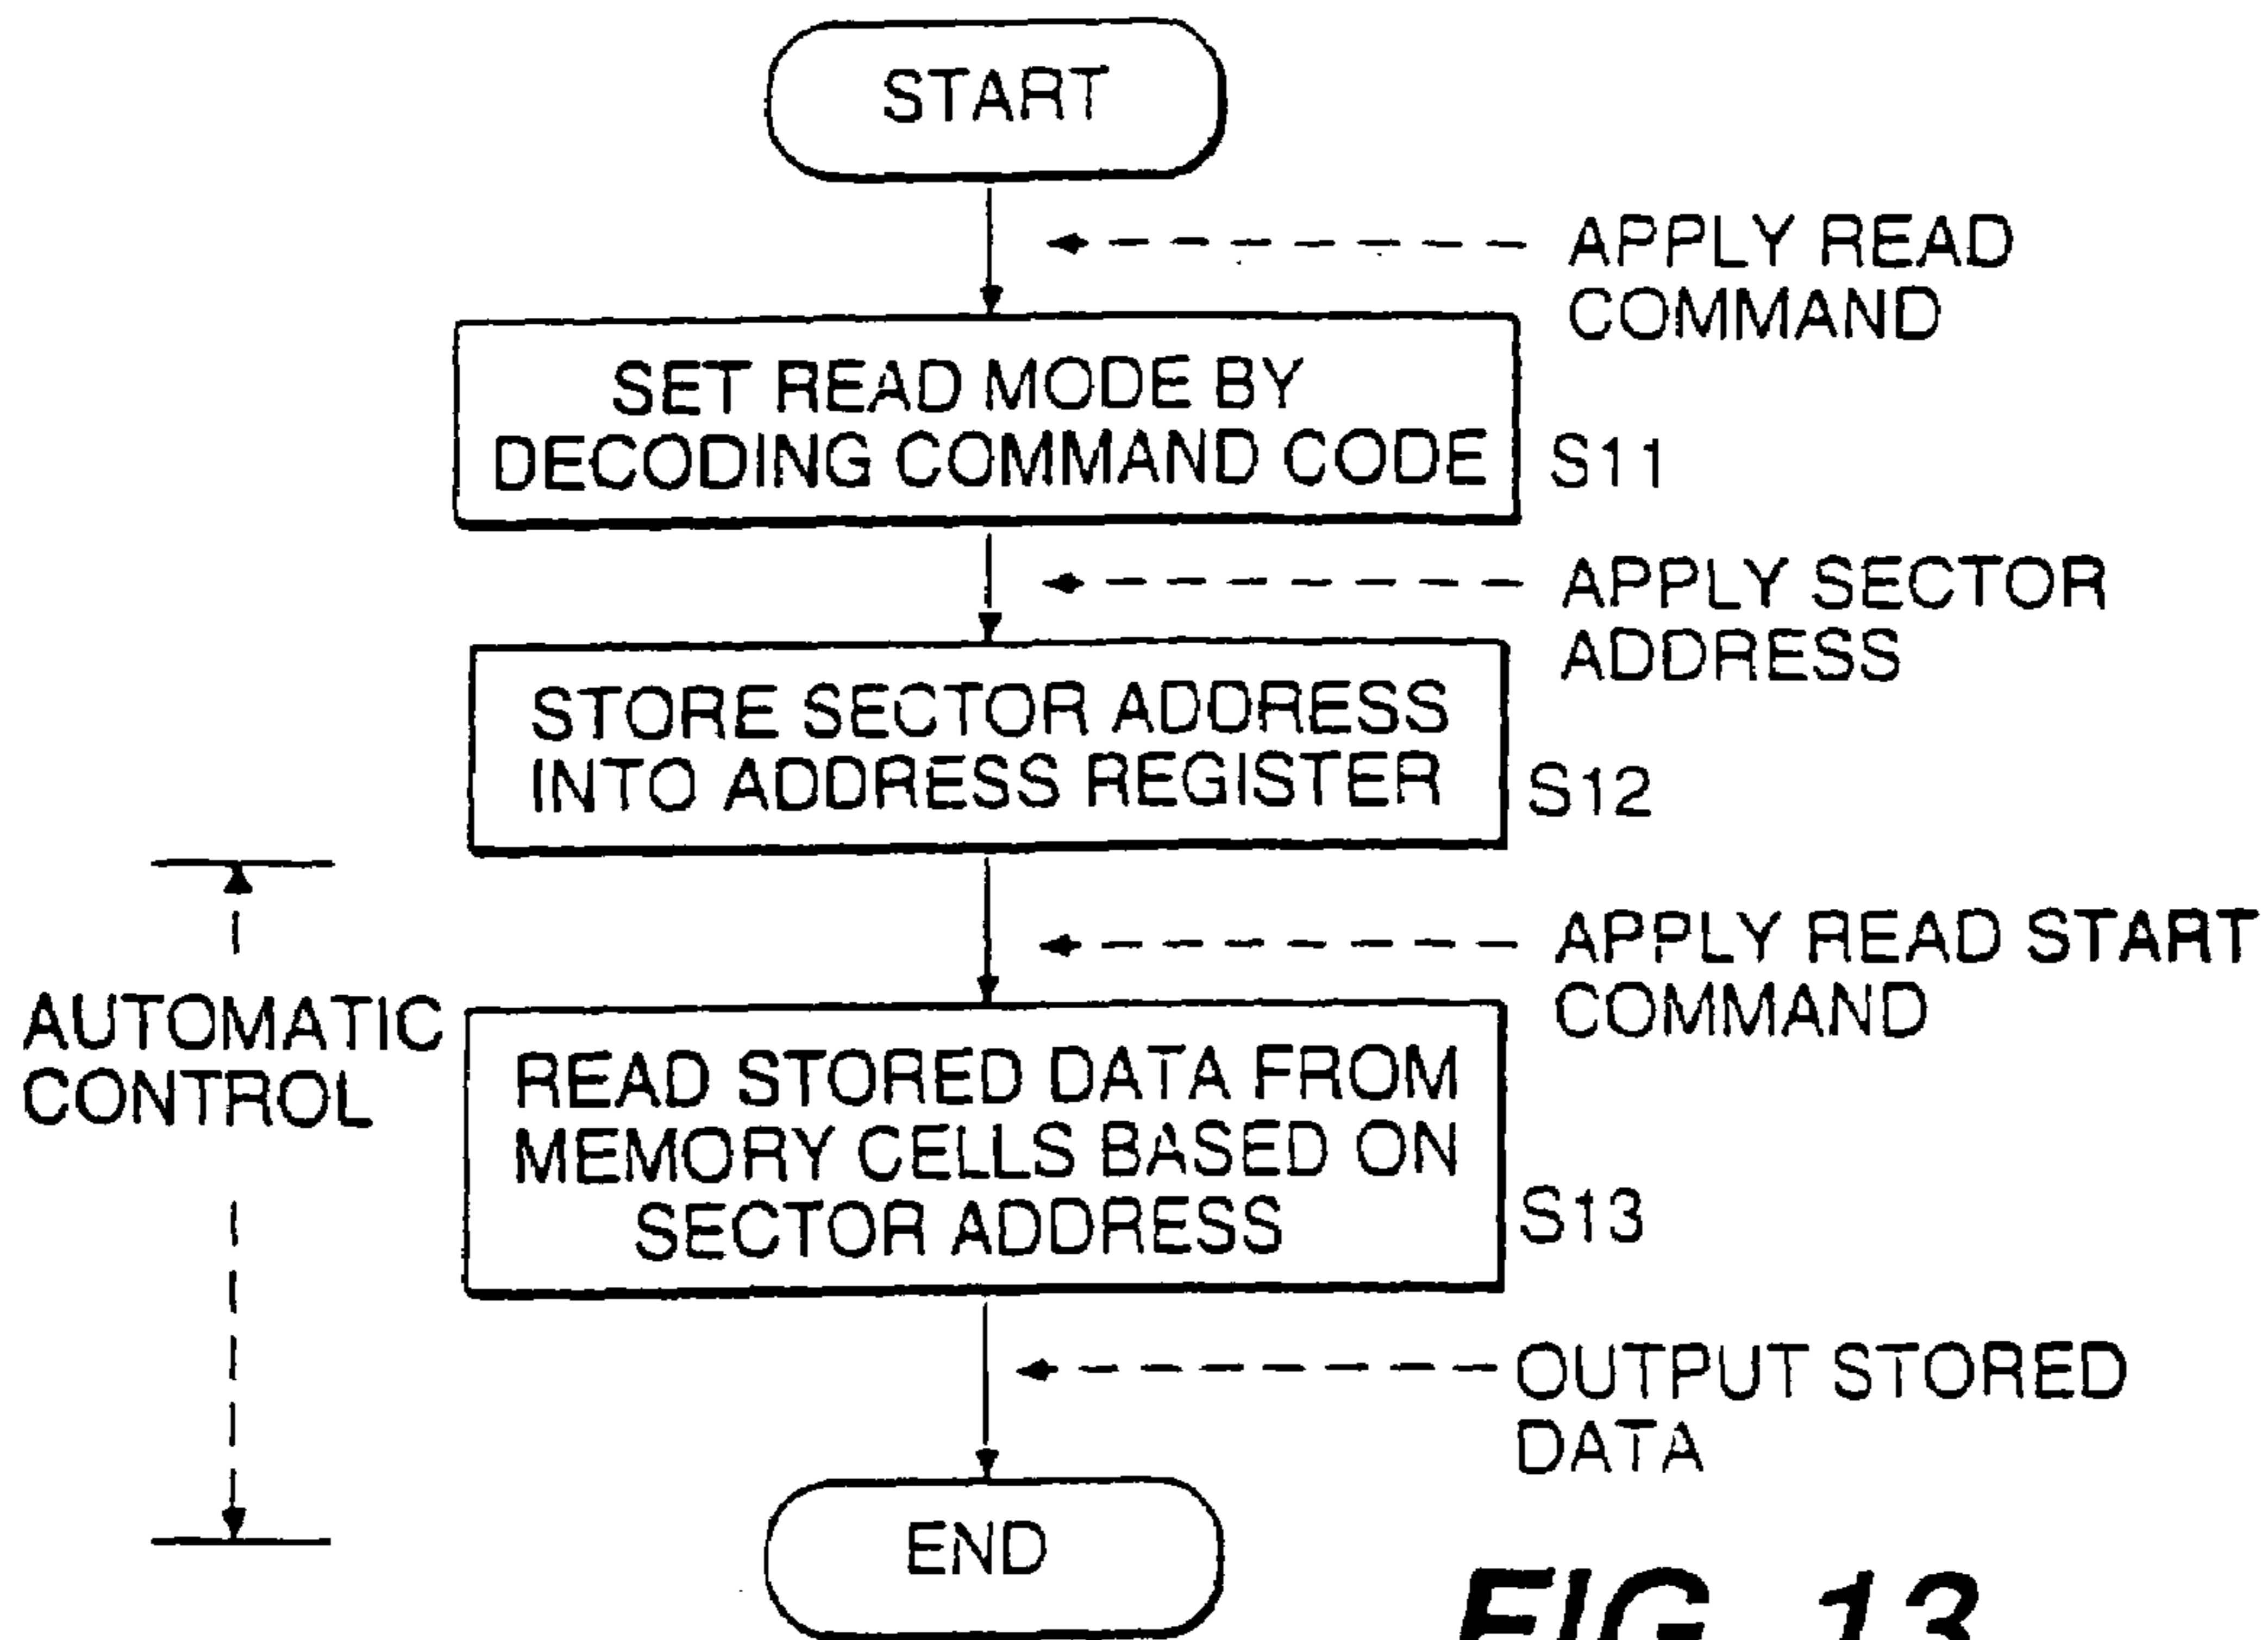 START
APPLY READ
COMMAND
SET READ MODE BY
DECODING COMMAND CODE
S11
APPLY SECTOR
ADDRESS
STORE SECTOR ADDRESS
INTO ADDRESS REGISTER
S12
APPLY READ START
COMMAND
AUTOMATIC
CONTROL
READ STORED DATA FROM
MEMORY CELLS BASED ON
SECTOR ADDRESS
S13
OUTPUT STORED
DATA
END
FIG. 13